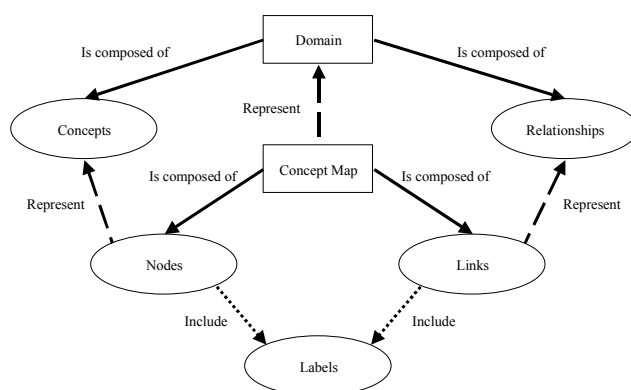 Domain
Is composed of
Is composed of
Represent
Concepts
Relationships
Concept Map
Is composed of
Is composed of
Represent
Represent
Nodes
Links
Include
Include
Labels